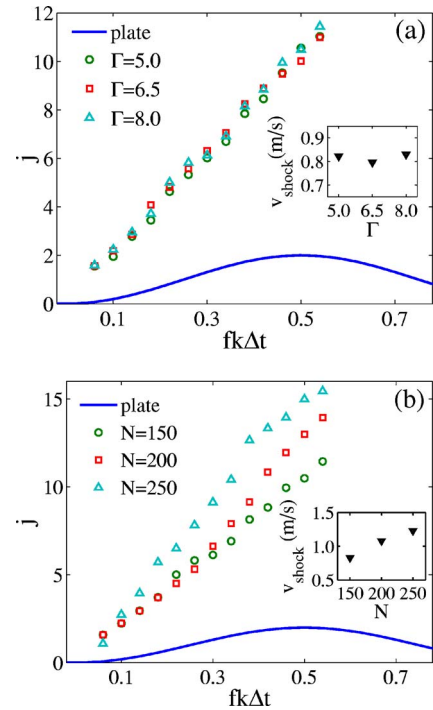 12
10
8
6
4
2
0
j
plate
Γ=5.0
Γ=6.5
Γ=8.0
(a)
v_shock (m/s)
0.9
0.8
0.7
5.0 6.5 8.0
Γ
0.1 0.3 0.5 0.7
fkΔt
15
10
5
0
j
plate
N=150
N=200
N=250
(b)
v_shock (m/s)
1.5
1.0
0.5
150 200 250
N
0.1 0.3 0.5 0.7
fkΔt